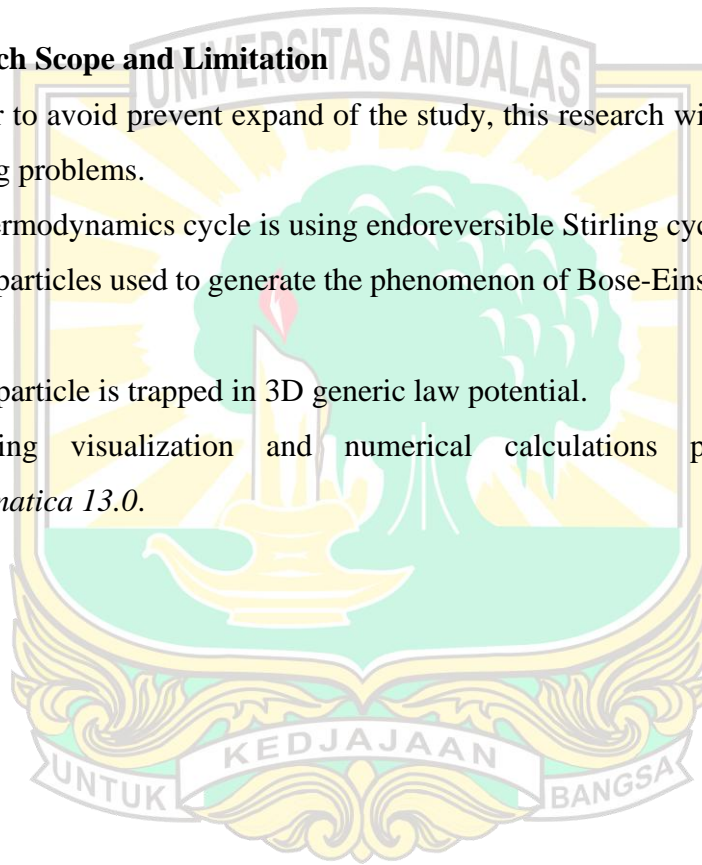 UNIVERSITAS ANDALAS
ch Scope and Limitation
r to avoid prevent expand of the study, this research wi
g problems.
ermodynamics cycle is using endoreversible Stirling cyc
particles used to generate the phenomenon of Bose-Eins
particle is trapped in 3D generic law potential.
ing visualization and numerical calculations p
natica 13.0.
UNTUK KEDJAJAAN BANGSA